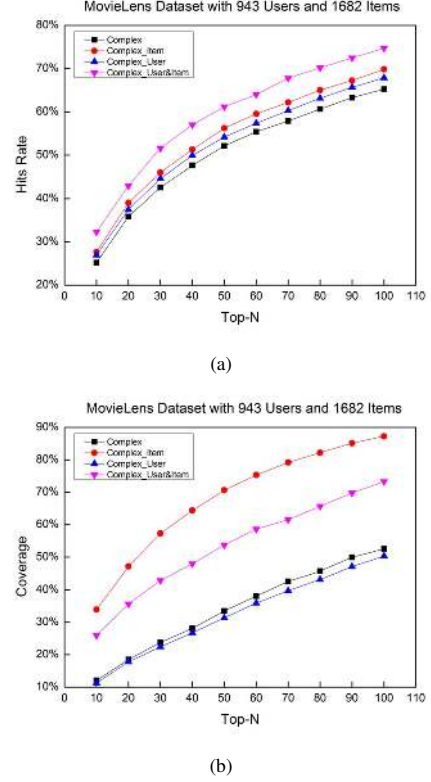 MovieLens Dataset with 943 Users and 1682 Items
Complex
Complex_Item
Complex_User
Complex_User&Item
80%
70%
60%
50%
40%
30%
20%
Hits Rate
0 10 20 30 40 50 60 70 80 90 100 110
Top-N
(a)
MovieLens Dataset with 943 Users and 1682 Items
Complex
Complex_Item
Complex_User
Complex_User&Item
90%
80%
70%
60%
50%
40%
30%
20%
10%
Coverage
0 10 20 30 40 50 60 70 80 90 100 110
Top-N
(b)